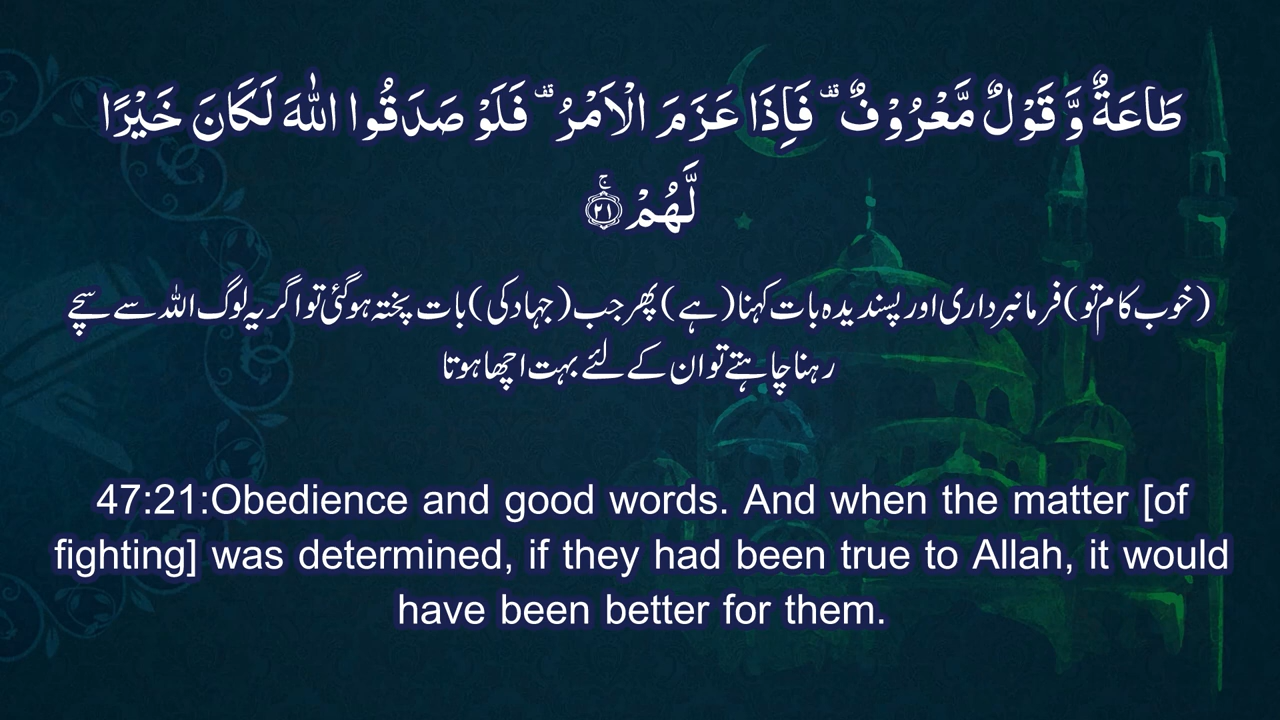 طَاعَةٌ وَّ قَوْلٌ مَّعْرُوْفٌ ۫ فَاِذَا عَزَمَ الْاَمْرُ ۫ فَلَوْ صَدَقُوا اللّٰهَ لَكَانَ خَیْرًا
لَّهُمْ ۚ﴿۲۱﴾
(خوب کام تو) فرمانبرداری اور پسندیدہ بات کہنا (ہے) پھر جب (جہاد کی) بات پختہ ہوگئی تو اگر یہ لوگ اللہ سے سچے
رہنا چاہتے تو ان کے لئے بہت اچھا ہوتا
47:21:Obedience and good words. And when the matter [of
fighting] was determined, if they had been true to Allah, it would
have been better for them.